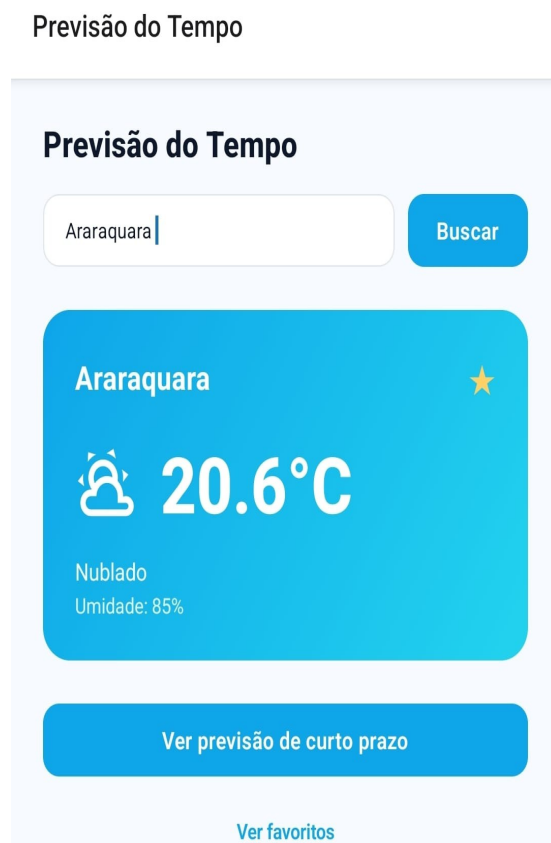 Previsão do Tempo
Previsão do Tempo
Araraquara
Buscar
Araraquara
20.6°C
Nublado
Umidade: 85%
Ver previsão de curto prazo
Ver favoritos